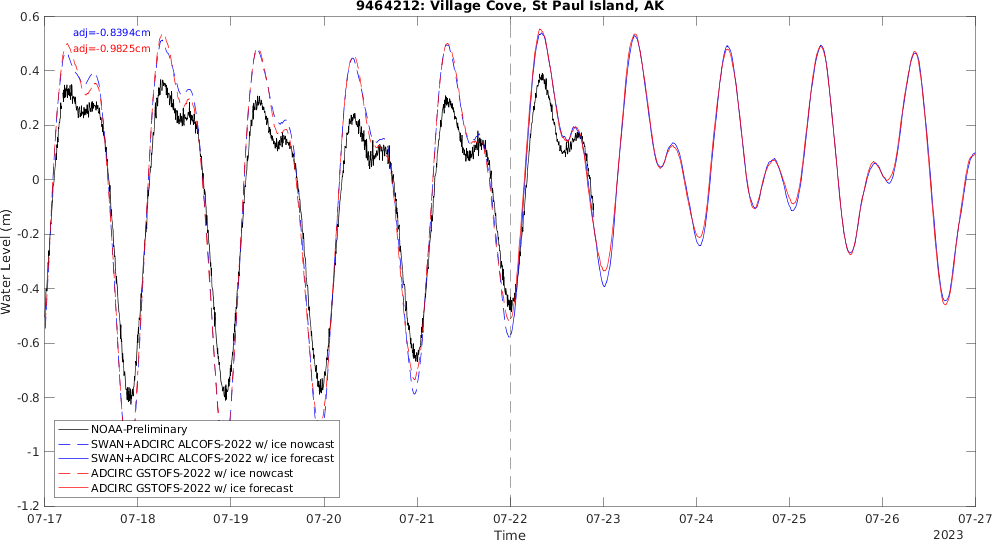 9464212: Village Cove, St Paul Island, AK
adj=-0.8394cm
adj=-0.9825cm
0.6
0.4
0.2
0
-0.2
-0.4
-0.6
-0.8
-1
-1.2
Water Level (m)
NOAA-Preliminary
SWAN+ADCIRC ALCOFS-2022 w/ ice nowcast
SWAN+ADCIRC ALCOFS-2022 w/ ice forecast
ADCIRC GSTOFS-2022 w/ ice nowcast
ADCIRC GSTOFS-2022 w/ ice forecast
07-17 07-18 07-19 07-20 07-21 07-22 07-23 07-24 07-25 07-26 07-27
Time
2023